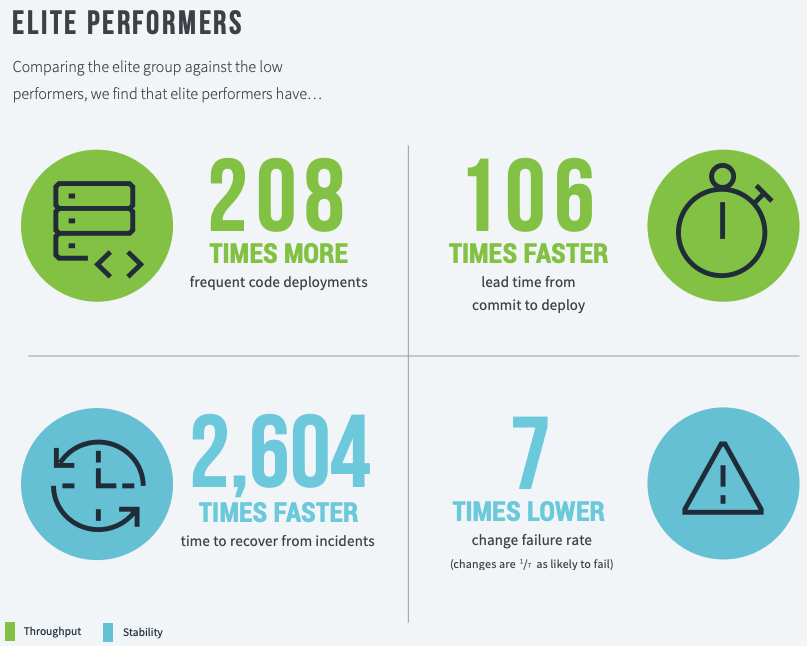 ELITE PERFORMERS
Comparing the elite group against the low
performers, we find that elite performers have…
208
TIMES MORE
frequent code deployments
106
TIMES FASTER
lead time from
commit to deploy
2,604
TIMES FASTER
time to recover from incidents
7
TIMES LOWER
change failure rate
(changes are 1/7 as likely to fail)
Throughput
Stability